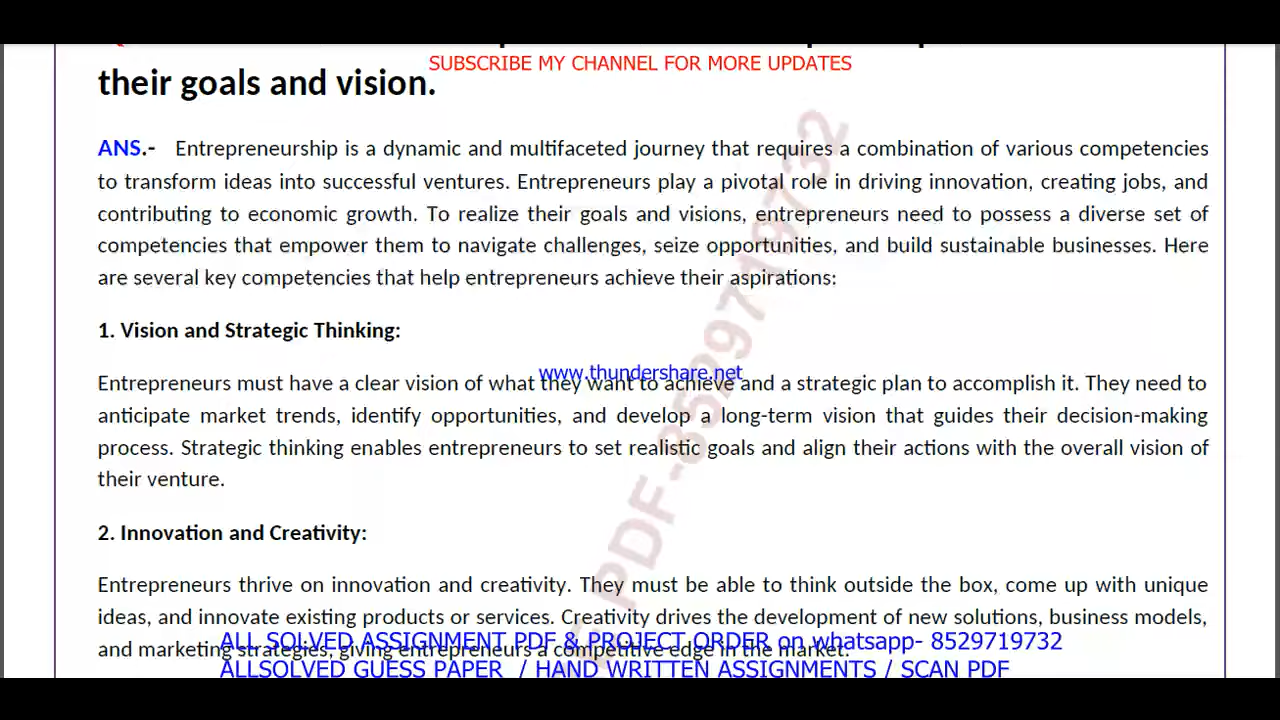 SUBSCRIBE MY CHANNEL FOR MORE UPDATES
their goals and vision.
ANS.- Entrepreneurship is a dynamic and multifaceted journey that requires a combination of various competencies
to transform ideas into successful ventures. Entrepreneurs play a pivotal role in driving innovation, creating jobs, and
contributing to economic growth. To realize their goals and visions, entrepreneurs need to possess a diverse set of
competencies that empower them to navigate challenges, seize opportunities, and build sustainable businesses. Here
are several key competencies that help entrepreneurs achieve their aspirations:
1. Vision and Strategic Thinking:
www.thundershare.net
Entrepreneurs must have a clear vision of what they want to achieve and a strategic plan to accomplish it. They need to
anticipate market trends, identify opportunities, and develop a long-term vision that guides their decision-making
process. Strategic thinking enables entrepreneurs to set realistic goals and align their actions with the overall vision of
their venture.
2. Innovation and Creativity:
Entrepreneurs thrive on innovation and creativity. They must be able to think outside the box, come up with unique
ideas, and innovate existing products or services. Creativity drives the development of new solutions, business models,
and marketing strategies, giving entrepreneurs a competitive edge in the market.
ALL SOLVED ASSIGNMENT PDF & PROJECT ORDER on whatsapp- 8529719732
ALLSOLVED GUESS PAPER / HAND WRITTEN ASSIGNMENTS / SCAN PDF
PDF-8529719732